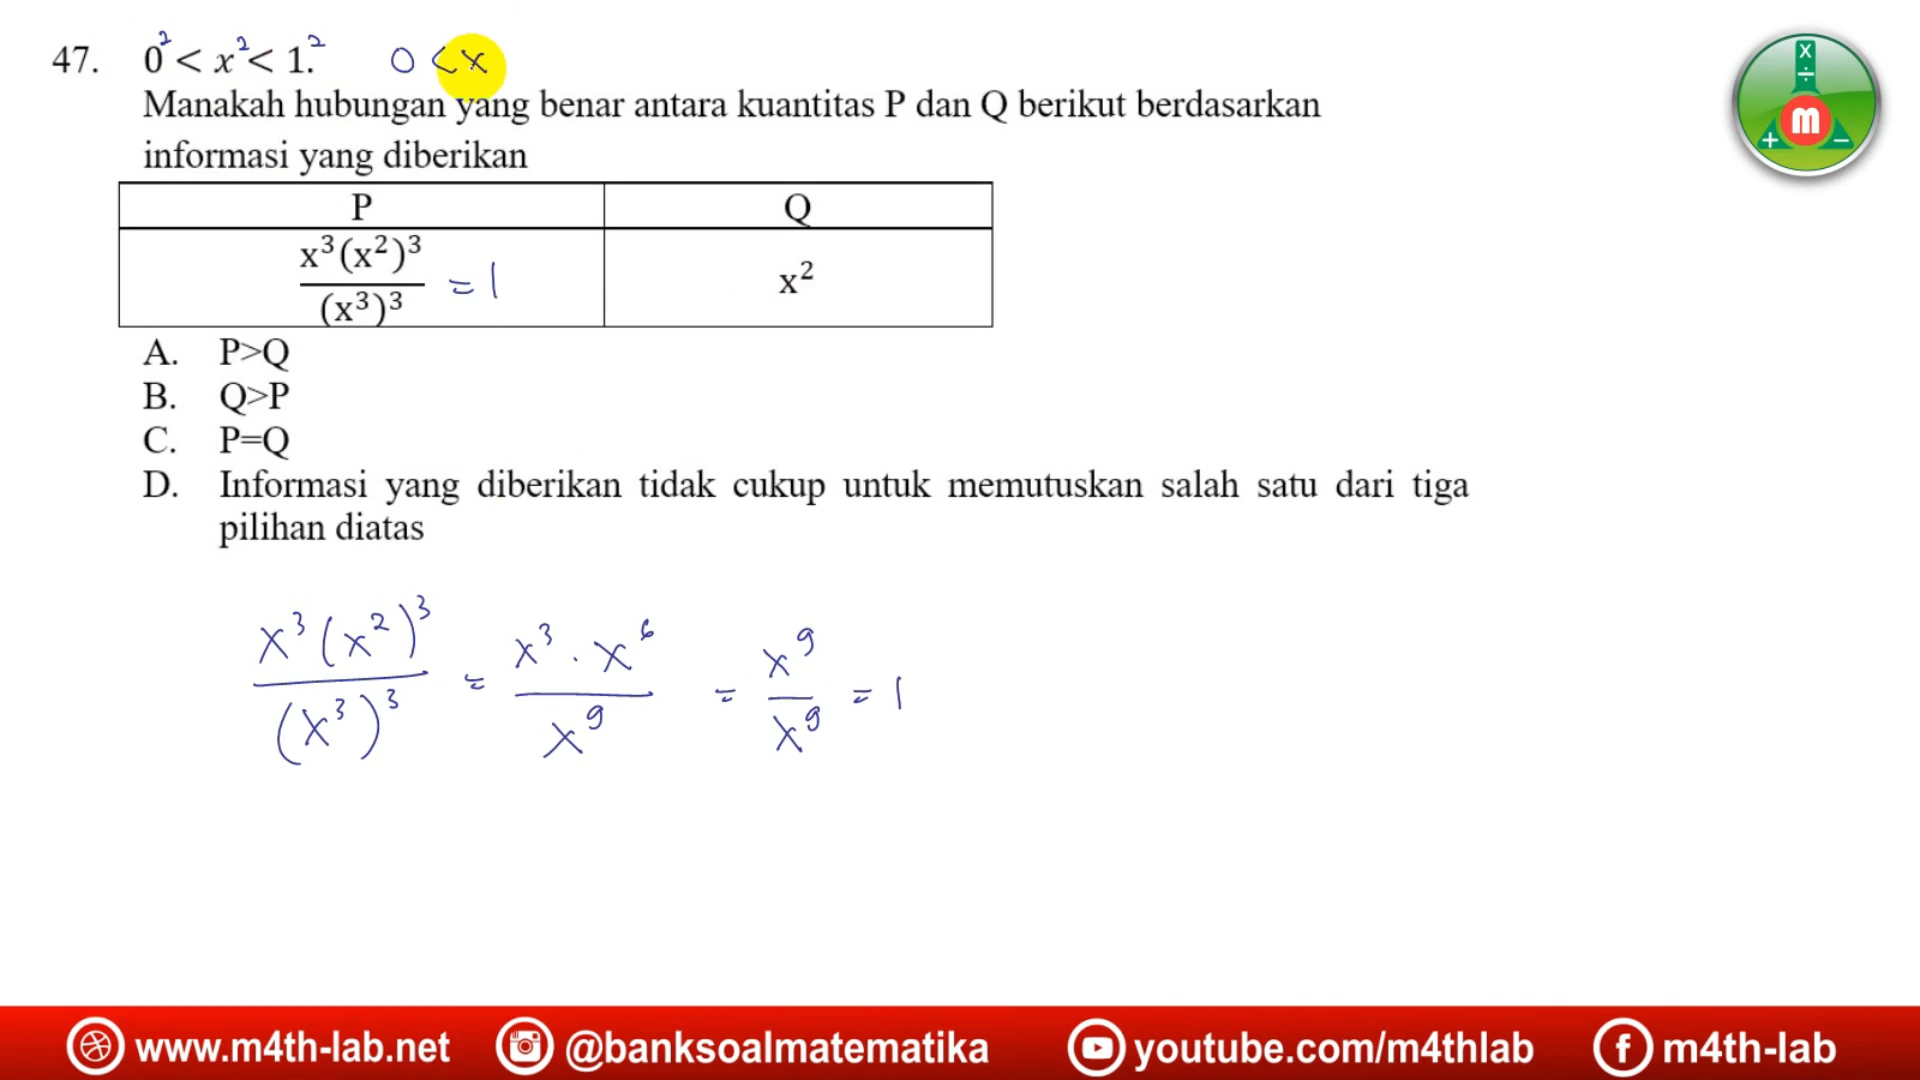 47. 0² < x² < 1.² 0 < x
Manakah hubungan yang benar antara kuantitas P dan Q berikut berdasarkan
informasi yang diberikan
P Q
x³(x²)³ / (x³)³ = 1 x²
A. P>Q
B. Q>P
C. P=Q
D. Informasi yang diberikan tidak cukup untuk memutuskan salah satu dari tiga
pilihan diatas
x³(x²)³ / (x³)³ = x³ . x⁶ / x⁹ = x⁹ / x⁹ = 1
x ÷ m + −
www.m4th-lab.net @banksoalmatematika youtube.com/m4thlab f m4th-lab